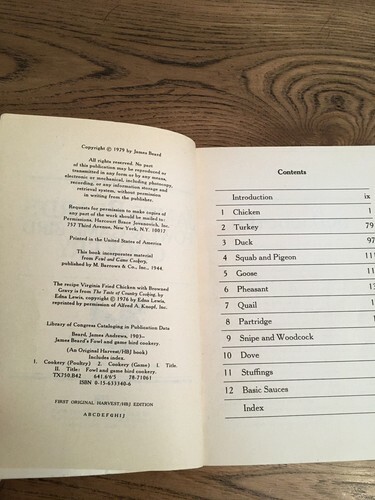 Copyright © 1979 by James Beard
All rights reserved. No part
of this publication may be reproduced or
transmitted in any form or by any means,
electronic or mechanical, including photocopy,
recording, or any information storage and
retrieval system, without permission
in writing from the publisher.
Requests for permission to make copies of
any part of the work should be mailed to:
Permissions, Harcourt Brace Jovanovich, Inc.
757 Third Avenue, New York, N.Y. 10017
Printed in the United States of America
This book incorporates material
from Fowl and Game Cookery,
published by M. Barrows & Co., Inc., 1944.
The recipe Virginia Fried Chicken with Browned
Gravy is from The Taste of Country Cooking, by
Edna Lewis, copyright © 1976 by Edna Lewis,
reprinted by permission of Alfred A. Knopf, Inc.
Library of Congress Cataloging in Publication Data
Beard, James Andrews, 1903–
James Beard's Fowl and game bird cookery.
(An Original Harvest/HBJ book)
Includes index.
1. Cookery (Poultry) 2. Cookery (Game) I. Title.
II. Title: Fowl and game bird cookery.
TX750.B42 641.6'6'5 78-71061
ISBN 0-15-633340-6
FIRST ORIGINAL HARVEST/HBJ EDITION
A B C D E F G H I J
Contents
Introduction ix
1 Chicken 1
2 Turkey 79
3 Duck 97
4 Squab and Pigeon 11
5 Goose 11
6 Pheasant 13
7 Quail 1
8 Partridge
9 Snipe and Woodcock
10 Dove
11 Stuffings
12 Basic Sauces
Index